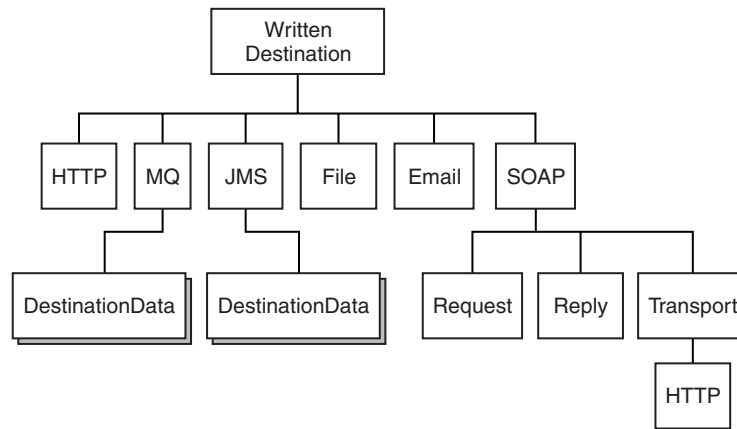 Written
Destination
HTTP
MQ
JMS
File
Email
SOAP
DestinationData
DestinationData
Request
Reply
Transport
HTTP